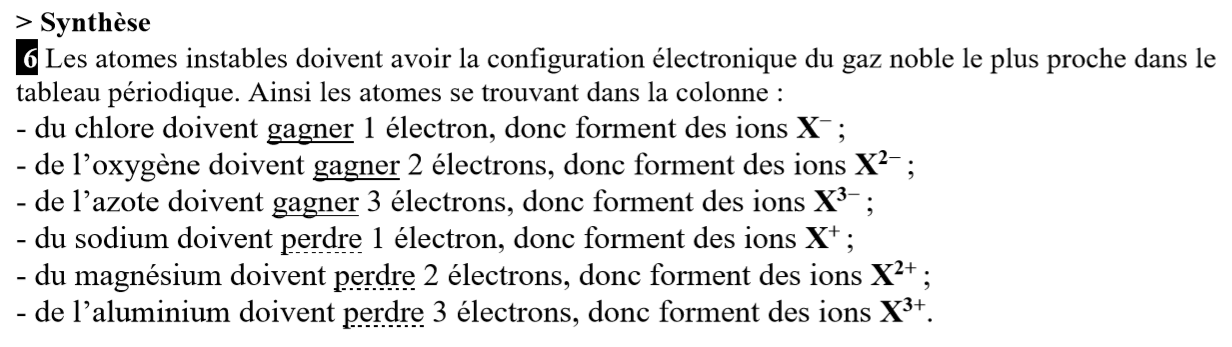 > Synthèse
6 Les atomes instables doivent avoir la configuration électronique du gaz noble le plus proche dans le
tableau périodique. Ainsi les atomes se trouvant dans la colonne :
- du chlore doivent gagner 1 électron, donc forment des ions X⁻ ;
- de l’oxygène doivent gagner 2 électrons, donc forment des ions X²⁻ ;
- de l’azote doivent gagner 3 électrons, donc forment des ions X³⁻ ;
- du sodium doivent perdre 1 électron, donc forment des ions X⁺ ;
- du magnésium doivent perdre 2 électrons, donc forment des ions X²⁺ ;
- de l’aluminium doivent perdre 3 électrons, donc forment des ions X³⁺.